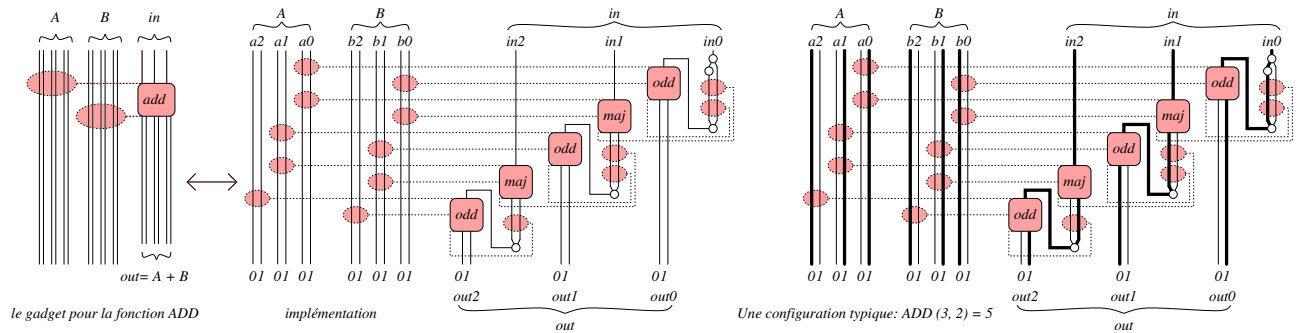 A B in
add
out= A + B
le gadget pour la fonction ADD
A B in
a2 a1 a0 b2 b1 b0 in2 in1 in0
odd
maj
odd
maj
odd
01 01 01
01 01 01 01 01 01
out2 out1 out0
out
implémentation
A B in
a2 a1 a0 b2 b1 b0 in2 in1 in0
odd
maj
odd
maj
odd
01 01 01
01 01 01 01 01 01
out2 out1 out0
out
Une configuration typique: ADD (3, 2) = 5